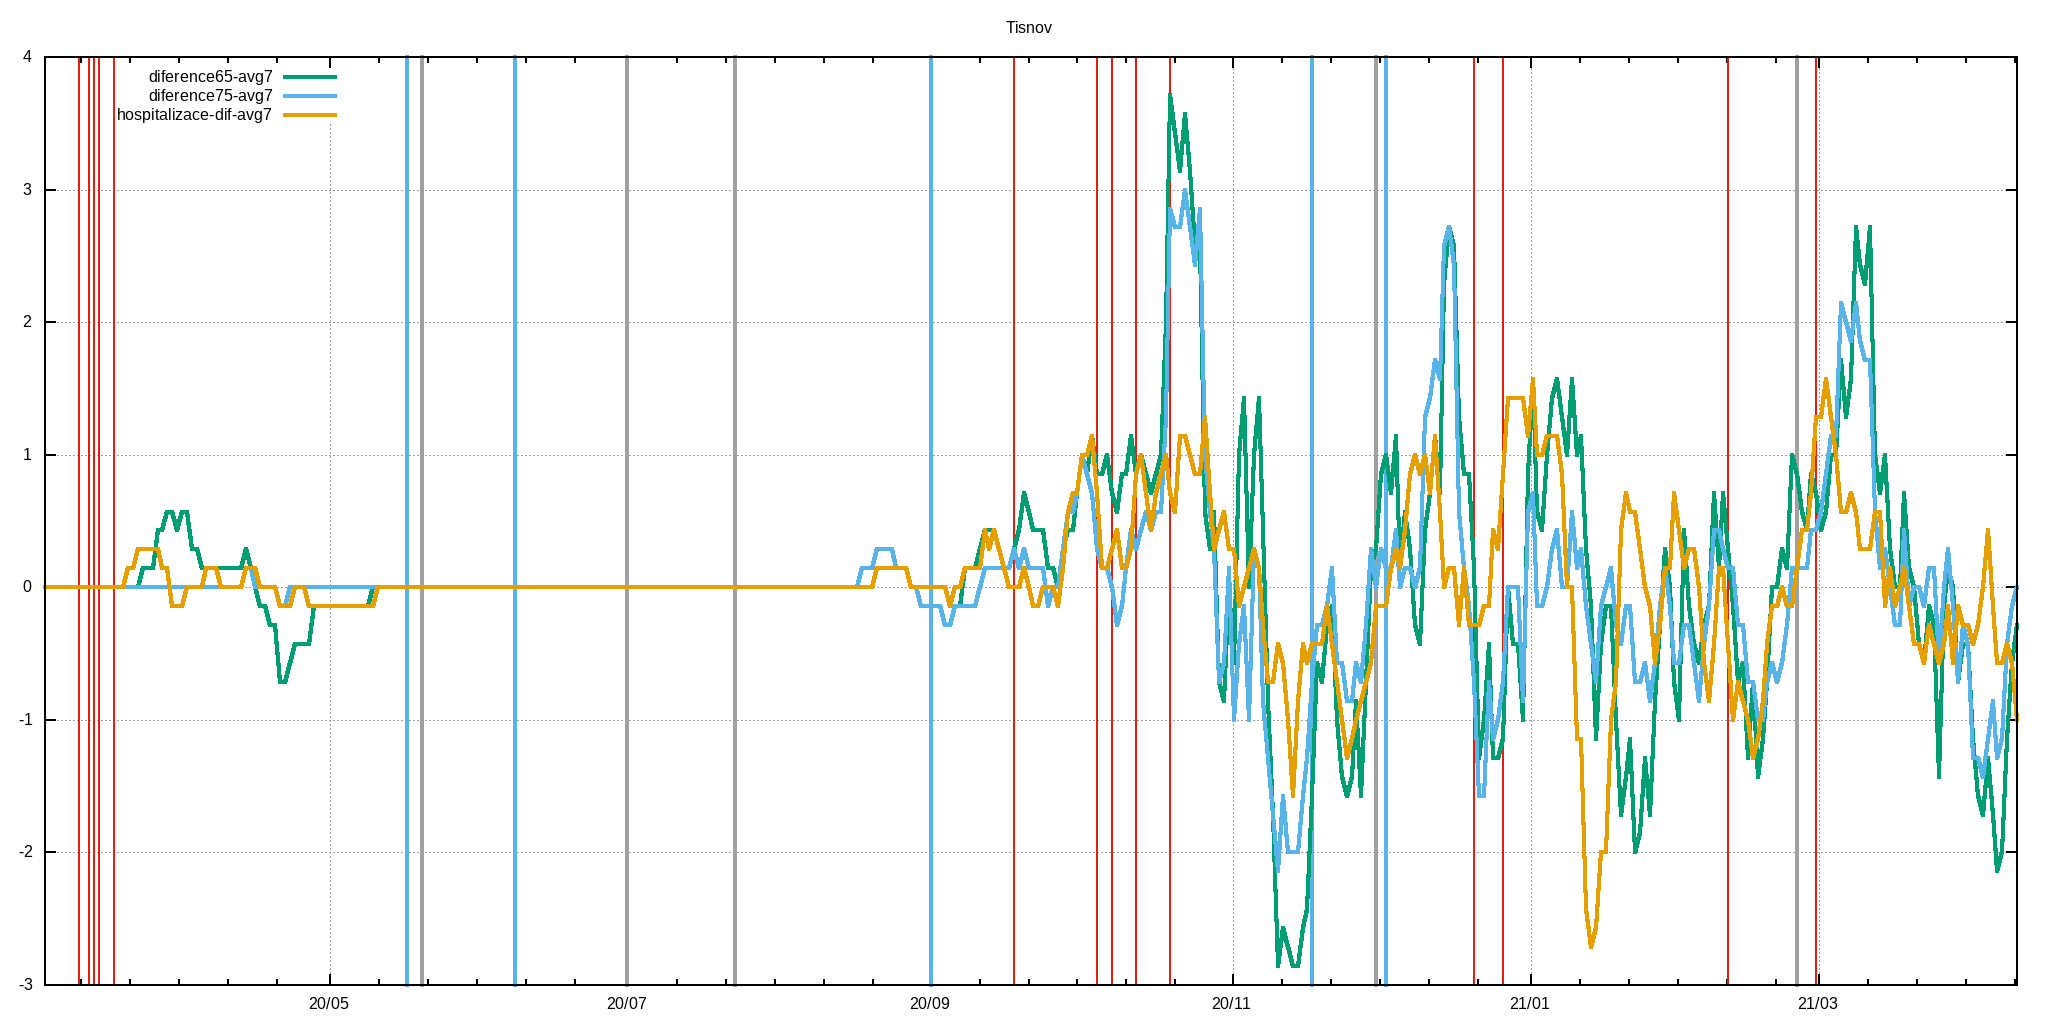 Tisnov
diference65-avg7
diference75-avg7
hospitalizace-dif-avg7
4
3
2
1
0
-1
-2
-3
20/05 20/07 20/09 20/11 21/01 21/03